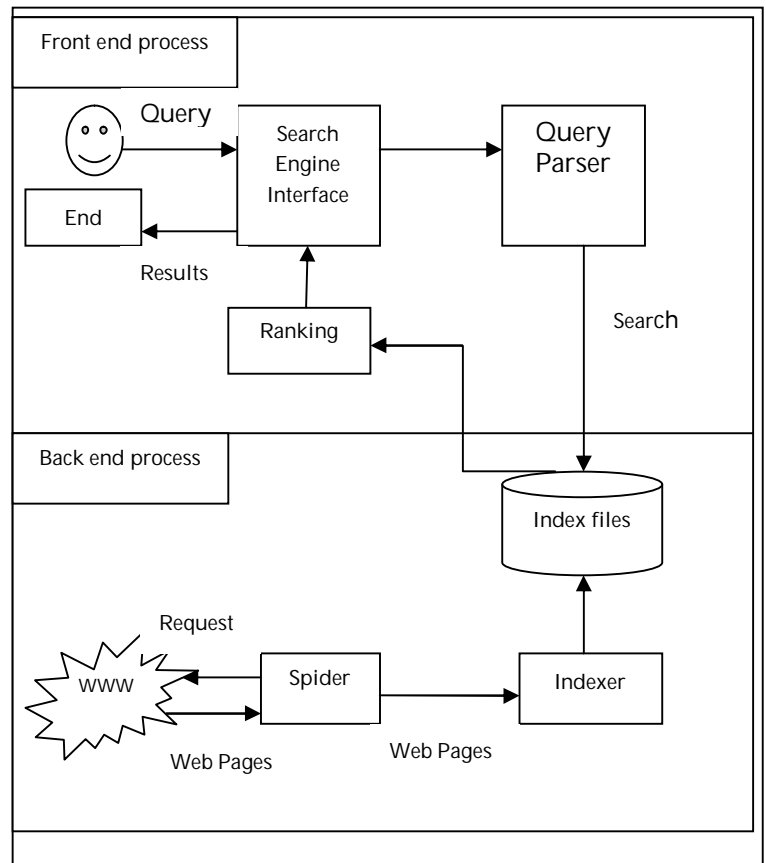 Front end process
Query
Search
Engine
Interface
Query
Parser
End
Results
Ranking
Search
Back end process
Index files
Request
WWW
Spider
Indexer
Web Pages
Web Pages